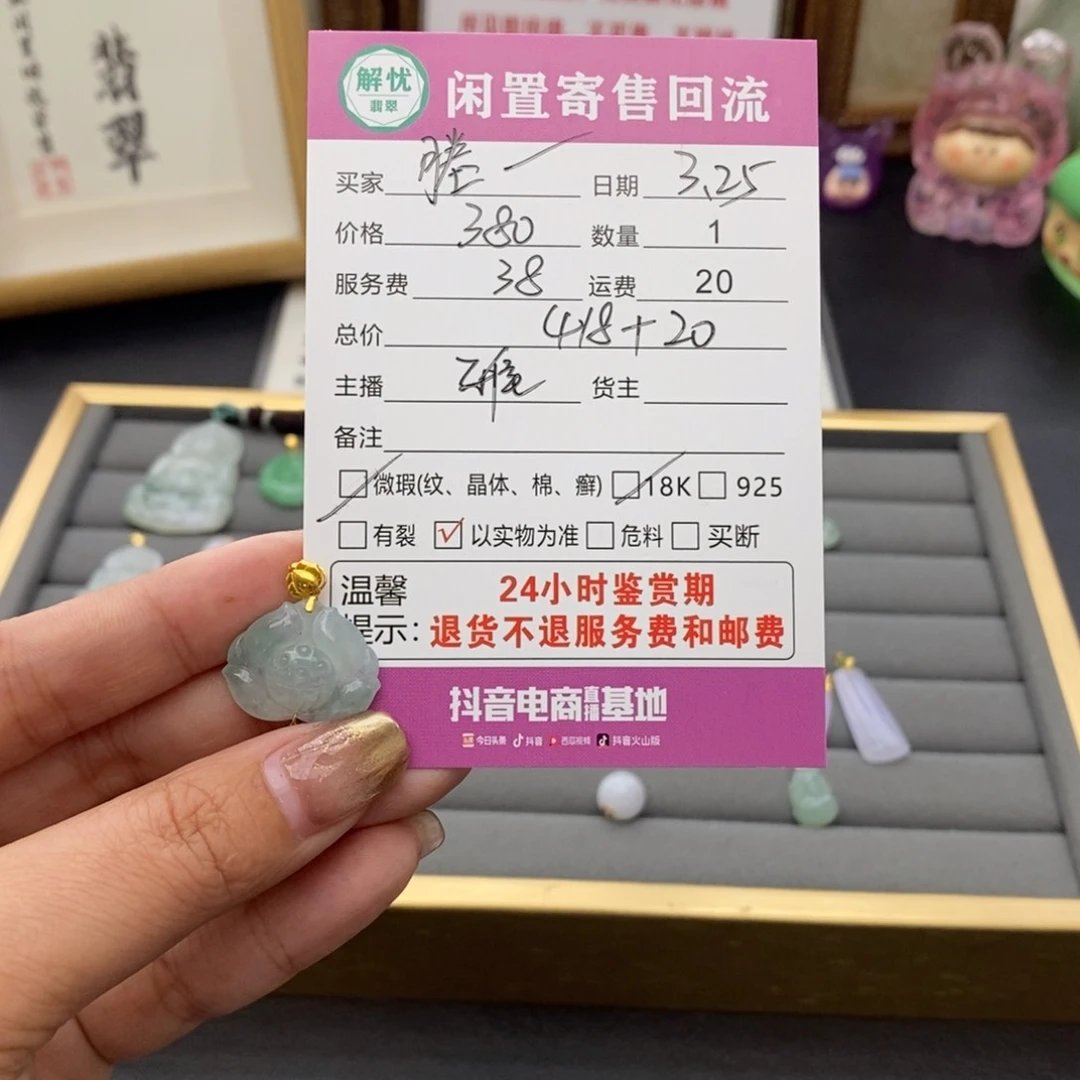 翡翠
解忧
翡翠
闲置寄售回流
买家 滕一 日期 3.25
价格 380 数量 1
服务费 38 运费 20
总价 418+20
主播 货主
备注
微瑕(纹、晶体、棉、癣) 18K 925
有裂 ✓ 以实物为准 危料 买断
温馨 24小时鉴赏期
提示: 退货不退服务费和邮费
抖音电商直播基地
今日头条 抖音 西瓜视频 抖音火山版